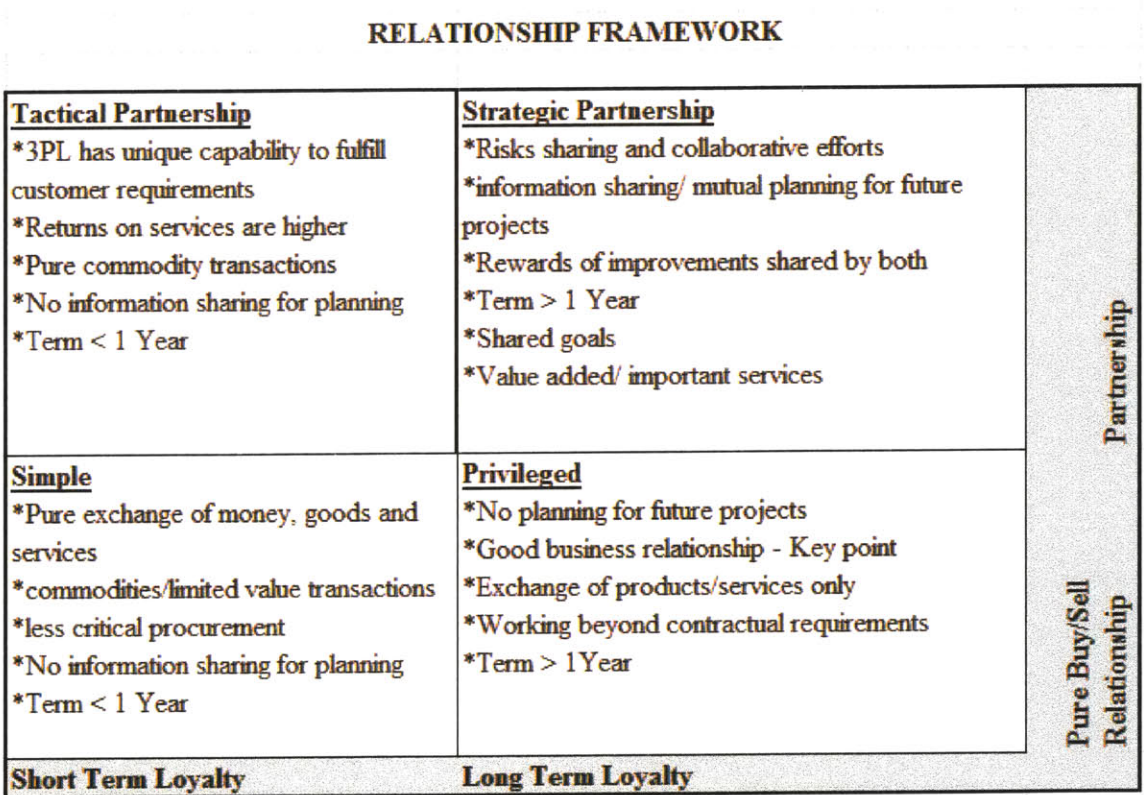 RELATIONSHIP FRAMEWORK
Tactical Partnership
*3PL has unique capability to fulfill
customer requirements
*Returns on services are higher
*Pure commodity transactions
*No information sharing for planning
*Term < 1 Year
Strategic Partnership
*Risks sharing and collaborative efforts
*information sharing/ mutual planning for future
projects
*Rewards of improvements shared by both
*Term > 1 Year
*Shared goals
*Value added/ important services
Partnership
Simple
*Pure exchange of money, goods and
services
*commodities/limited value transactions
*less critical procurement
*No information sharing for planning
*Term < 1 Year
Privileged
*No planning for future projects
*Good business relationship - Key point
*Exchange of products/services only
*Working beyond contractual requirements
*Term > 1Year
Pure Buy/Sell
Relationship
Short Term Loyalty
Long Term Loyalty